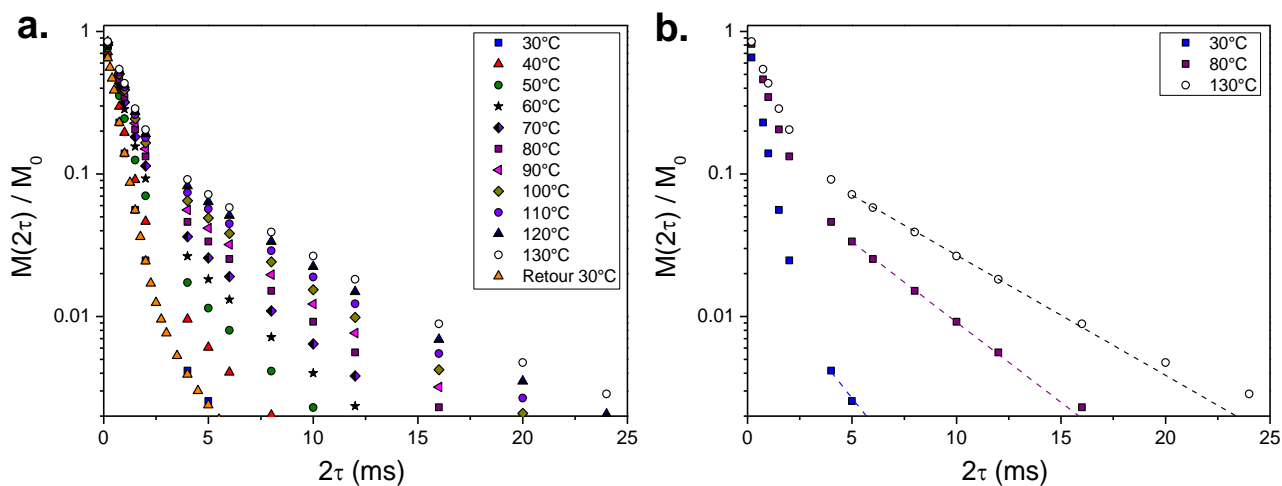 a.
M(2τ) / M0
1
0.1
0.01
0 5 10 15 20 25
2τ (ms)
30°C
40°C
50°C
60°C
70°C
80°C
90°C
100°C
110°C
120°C
130°C
Retour 30°C
b.
M(2τ) / M0
1
0.1
0.01
0 5 10 15 20 25
2τ (ms)
30°C
80°C
130°C